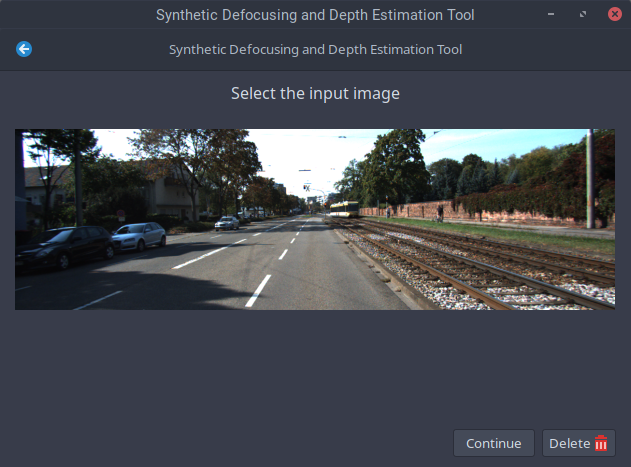 Synthetic Defocusing and Depth Estimation Tool
Synthetic Defocusing and Depth Estimation Tool
Select the input image
Continue
Delete